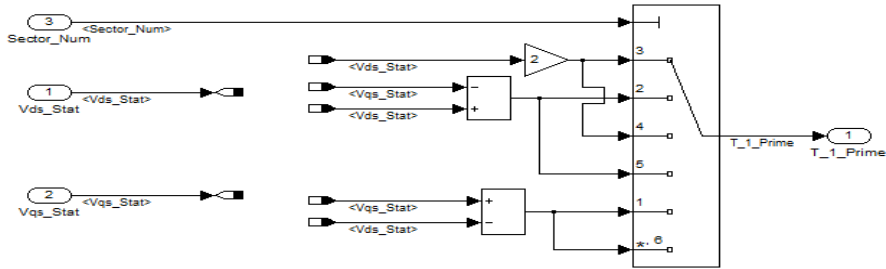 3
<Sector_Num>
Sector_Num
2
3
<Vds_Stat>
1
<Vds_Stat>
Vds_Stat
−
<Vqs_Stat>
2
+
<Vds_Stat>
4
T_1_Prime
1
T_1_Prime
5
2
<Vqs_Stat>
Vqs_Stat
+
<Vqs_Stat>
1
−
<Vds_Stat>
*, 6